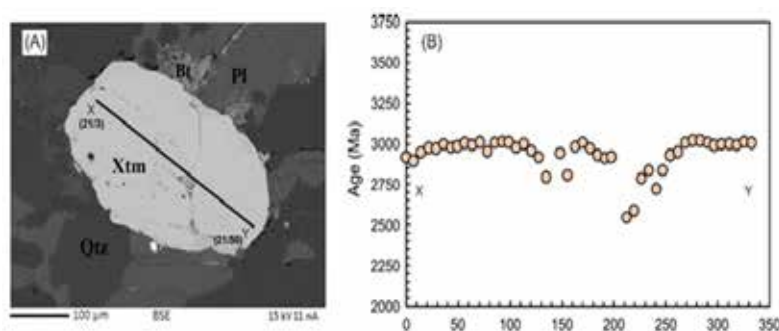 (A)
Bt
Pl
X
(21/3)
Xtm
Y
(21/50)
Qtz
100 µm
BSE
15 kV 11 nA
(B)
Age (Ma)
3750
3500
3250
3000
2750
2500
2250
2000
X
Y
0
50
100
150
200
250
300
350